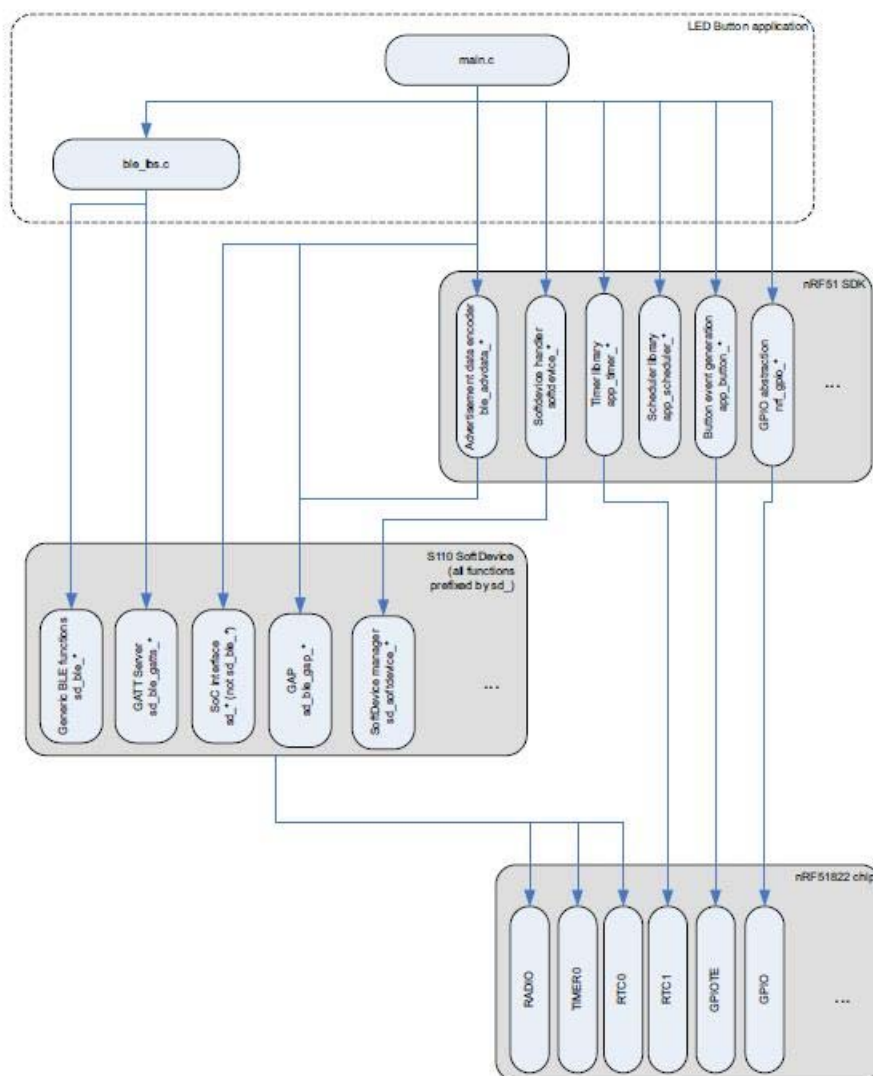 LED Button application
main.c
ble_lbs.c
nRF51 SDK
Advertisement data encoder
ble_advdata_*
Softdevice handler
softdevice_*
Timer library
app_timer_*
Scheduler library
app_scheduler_*
Button event generation
app_button_*
GPIO abstraction
nrf_gpio_*
...
S110 SoftDevice
(all functions
prefixed by sd_)
Generic BLE functions
sd_ble_*
GATT Server
sd_ble_gatts_*
SoC Interface
sd_* (not sd_ble_*)
GAP
sd_ble_gap_*
SoftDevice manager
sd_softdevice_*
...
nRF51822 chip
RADIO
TIMER0
RTC0
RTC1
GPIOTE
GPIO
...